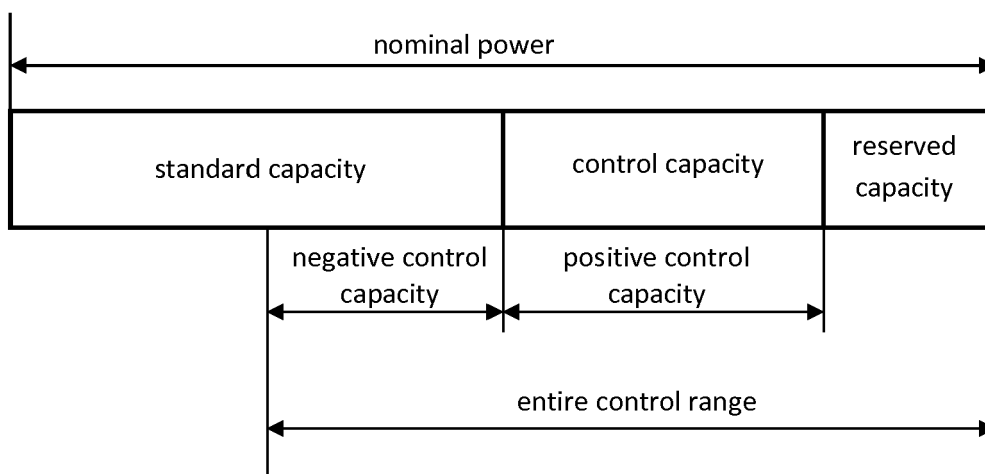 nominal power
standard capacity
control capacity
reserved
capacity
negative control
capacity
positive control
capacity
entire control range